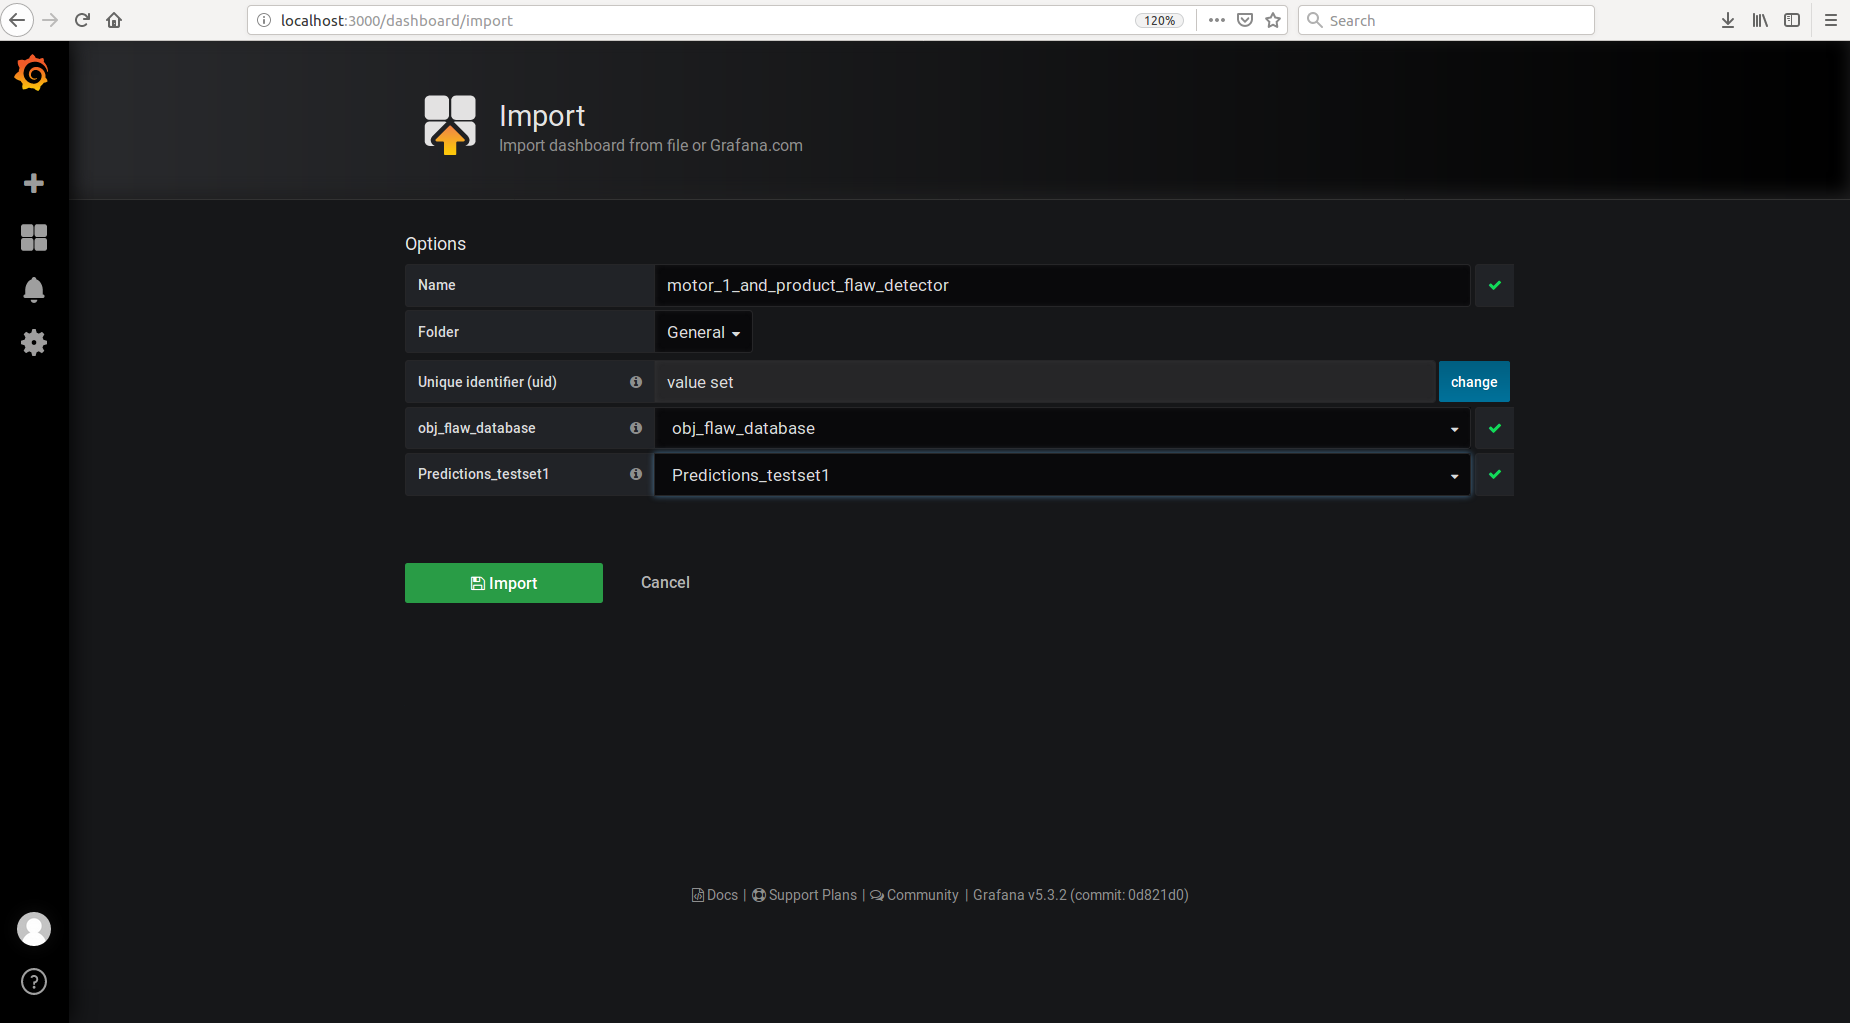 localhost:3000/dashboard/import 120% Search
Import
Import dashboard from file or Grafana.com
Options
Name motor_1_and_product_flaw_detector
Folder General
Unique identifier (uid) value set change
obj_flaw_database obj_flaw_database
Predictions_testset1 Predictions_testset1
Import Cancel
Docs | Support Plans | Community | Grafana v5.3.2 (commit: 0d821d0)